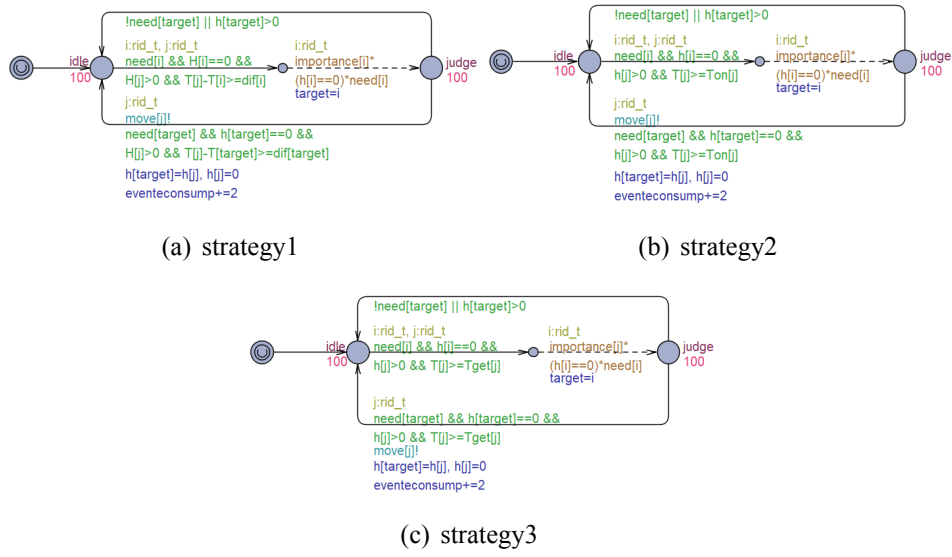 !need[target] || h[target]>0
i:rid_t, j:rid_t
i:rid_t
idle
need[i] && H[i]==0 &&
importance[i]*
judge
100
H[j]>0 && T[j]-T[i]>=dif[i]
(h[i]==0)*need[i]
100
target=i
j:rid_t
move[j]!
need[target] && h[target]==0 &&
H[j]>0 && T[j]-T[target]>=dif[target]
h[target]=h[j], h[j]=0
eventeconsump+=2
(a) strategy1
!need[target] || h[target]>0
i:rid_t, j:rid_t
i:rid_t
idle
need[i] && h[i]==0 &&
importance[i]*
judge
100
h[j]>0 && T[j]>=Ton[j]
(h[i]==0)*need[i]
100
target=i
j:rid_t
move[j]!
need[target] && h[target]==0 &&
h[j]>0 && T[j]>=Ton[j]
h[target]=h[j], h[j]=0
eventeconsump+=2
(b) strategy2
!need[target] || h[target]>0
i:rid_t, j:rid_t
i:rid_t
idle
need[i] && h[i]==0 &&
importance[i]*
judge
100
h[j]>0 && T[j]>=Tget[j]
(h[i]==0)*need[i]
100
target=i
j:rid_t
need[target] && h[target]==0 &&
h[j]>0 && T[j]>=Tget[j]
move[j]!
h[target]=h[j], h[j]=0
eventeconsump+=2
(c) strategy3